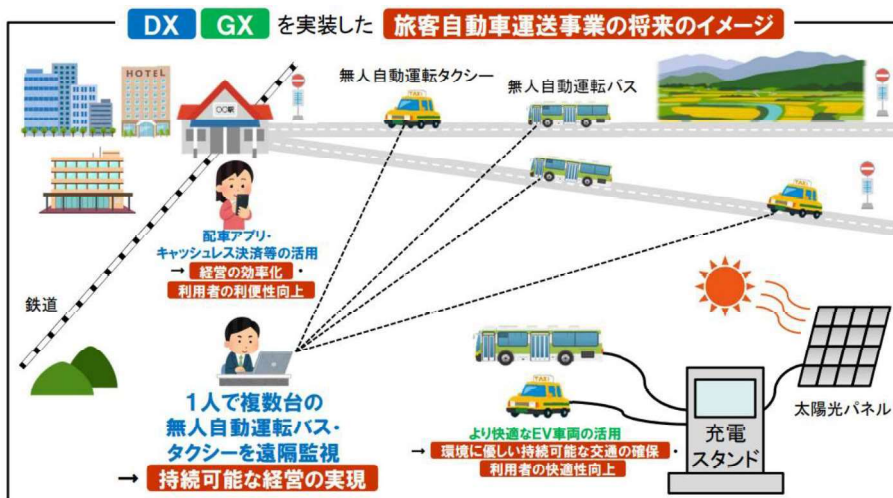 DX GX を実装した 旅客自動車運送事業の将来のイメージ
HOTEL
〇〇駅
無人自動運転タクシー
無人自動運転バス
TAXI
配車アプリ・
キャッシュレス決済等の活用
→ 経営の効率化・
利用者の利便性向上
鉄道
1人で複数台の
無人自動運転バス・
タクシーを遠隔監視
→ 持続可能な経営の実現
TAXI
より快適なEV車両の活用
→ 環境に優しい持続可能な交通の確保・
利用者の快適性向上
充電
スタンド
太陽光パネル